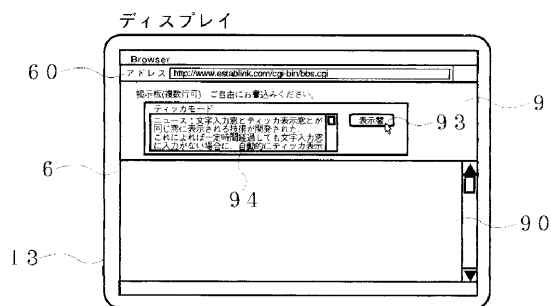 ディスプレイ
Browser
60
アドレス http://www.establink.com/cgi-bin/bbs.cgi
掲示板(複数行可) ご自由にお書込みください。
9
ティッカモード
ニュース：文字入力窓とティッカ表示窓とが
同じ窓に表示される技術が開発された。
これによれば一定時間経過しても文字入力窓
に入力がない場合に、自動的にティッカ表示
表示替
93
6
94
90
13